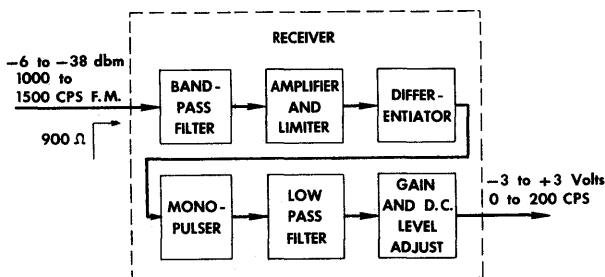 RECEIVER
−6 to −38 dbm
1000 to
1500 CPS F.M.
900 Ω
BAND-
PASS
FILTER
AMPLIFIER
AND
LIMITER
DIFFER-
ENTIATOR
MONO-
PULSER
LOW
PASS
FILTER
GAIN
AND D.C.
LEVEL
ADJUST
−3 to +3 Volts
0 to 200 CPS